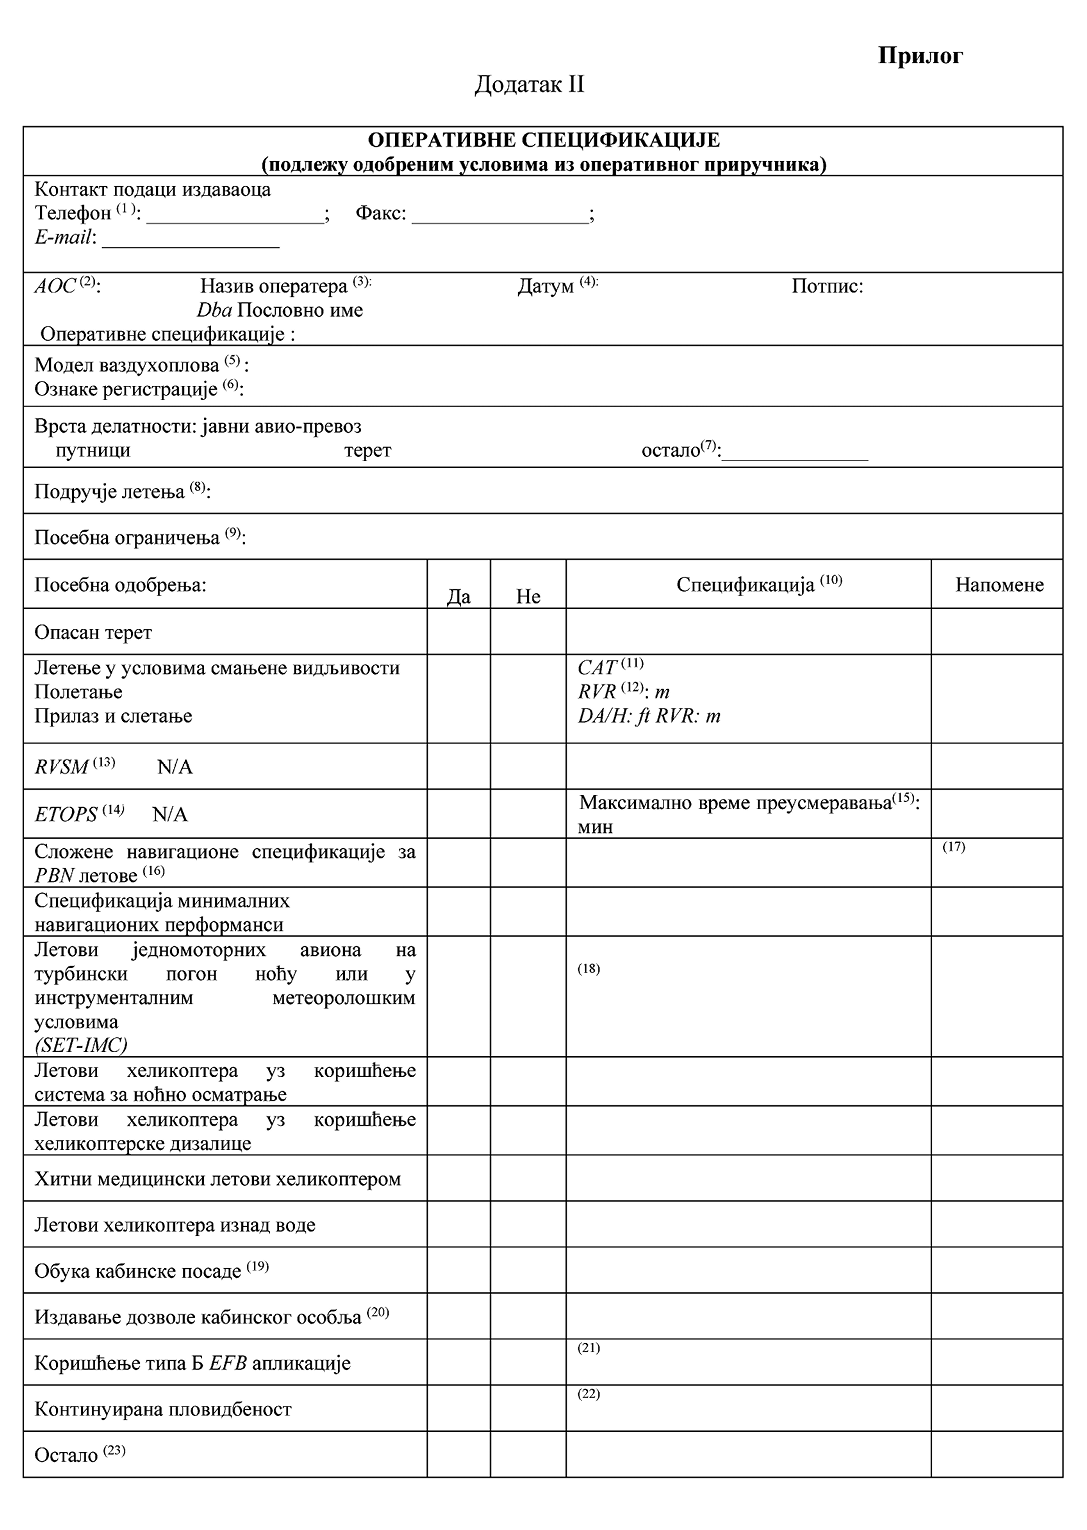 Прилог
Додатак II
ОПЕРАТИВНЕ СПЕЦИФИКАЦИЈЕ
(подлежу одобреним условима из оперативног приручника)
Контакт подаци издаваоца
Телефон (1 ): _________________; Факс: _________________;
E-mail: _________________
AOC (2): Назив оператера (3): Датум (4): Потпис:
Dba Пословно име
Оперативне спецификације :
Модел ваздухоплова (5) :
Ознаке регистрације (6):
Врста делатности: јавни авио-превоз
путници терет остало(7):______________
Подручје летења (8):
Посебна ограничења (9):
Посебна одобрења: Да Не Спецификација (10) Напомене
Опасан терет
Летење у условима смањене видљивости CAT (11)
Полетање RVR (12): m
Прилаз и слетање DA/H: ft RVR: m
RVSM (13) N/A
ETOPS (14) N/A Максимално време преусмеравања(15):
мин
Сложене навигационе спецификације за (17)
PBN летове (16)
Спецификација минималних
навигационих перформанси
Летови једномоторних авиона на
турбински погон ноћу или у (18)
инструменталним метеоролошким
условима
(SET-IMC)
Летови хеликоптера уз коришћење
система за ноћно осматрање
Летови хеликоптера уз коришћење
хеликоптерске дизалице
Хитни медицински летови хеликоптером
Летови хеликоптера изнад воде
Обука кабинске посаде (19)
Издавање дозволе кабинског особља (20)
Коришћење типа Б EFB апликације (21)
Континуирана пловидбеност (22)
Остало (23)